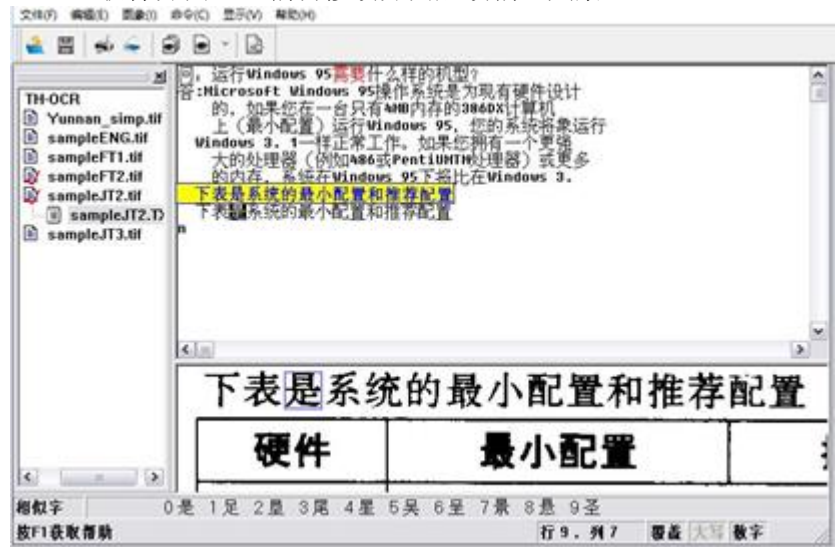 文件(F) 编辑(E) 图象(I) 命令(C) 显示(V) 帮助(H)
TH-OCR
Yunnan_simp.tif
sampleENG.tif
sampleFT1.tif
sampleFT2.tif
sampleJT2.tif
sampleJT2.T
sampleJT3.tif
问，运行Windows 95需要什么样的机型？
答:Microsoft Windows 95操作系统是为现有硬件设计
的，如果您在一台只有4MB内存的386DX计算机
上（最小配置）运行Windows 95，您的系统将象运行
Windows 3. 1一样正常工作。如果您拥有一个更强
大的处理器（例如486或PentiUMTM处理器）或更多
的内存，系统在Windows 95下将比在Windows 3.
下表是系统的最小配置和推荐配置
下表是系统的最小配置和推荐配置
n
下表是系统的最小配置和推荐配置
硬件 最小配置
相似字 0是 1足 2昰 3尾 4星 5吴 6呈 7景 8悬 9圣
按F1获取帮助 行 9 , 列 7 覆盖 大写 数字